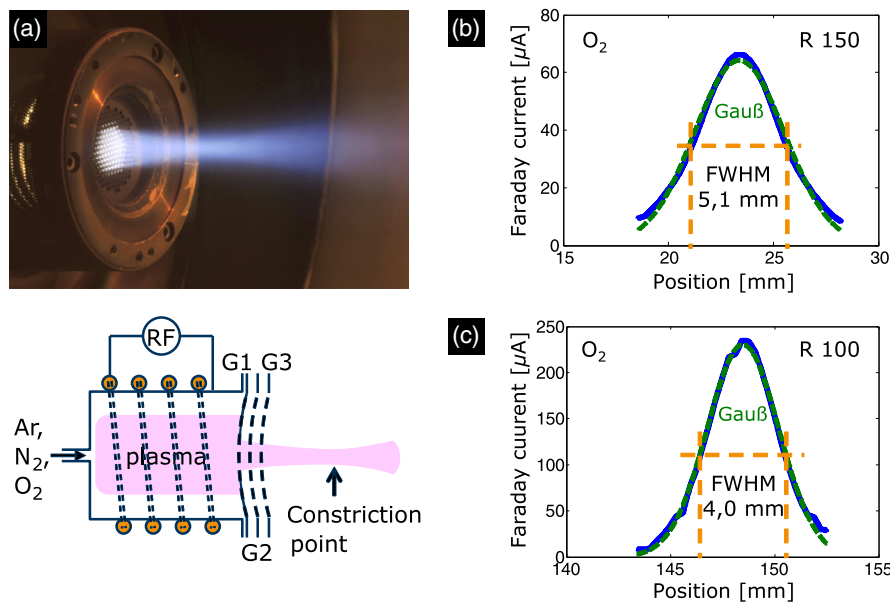 (a)
RF
G1 G3
Ar,
N₂,
O₂
plasma
G2
Constriction
point
(b)
O₂
R 150
Gauß
FWHM
5,1 mm
Faraday current [µA]
80
60
40
20
0
15 20 25 30
Position [mm]
(c)
O₂
R 100
Gauß
FWHM
4,0 mm
Faraday cuurent [µA]
250
200
150
100
50
0
140 145 150 155
Position [mm]